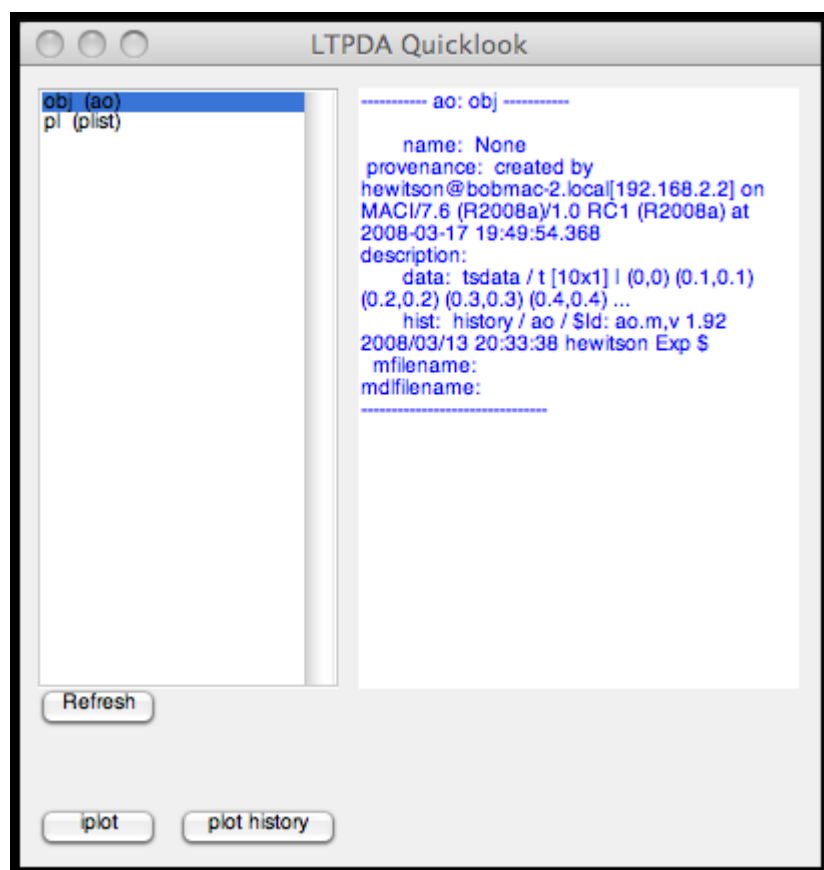 LTPDA Quicklook
obj (ao)
pl (plist)
----------- ao: obj -----------
name: None
provenance: created by
hewitson@bobmac-2.local[192.168.2.2] on
MACI/7.6 (R2008a)/1.0 RC1 (R2008a) at
2008-03-17 19:49:54.368
description:
data: tsdata / t [10x1] | (0,0) (0.1,0.1)
(0.2,0.2) (0.3,0.3) (0.4,0.4) ...
hist: history / ao / $Id: ao.m,v 1.92
2008/03/13 20:33:38 hewitson Exp $
mfilename:
mdlfilename:
-------------------------------
Refresh
iplot
plot history